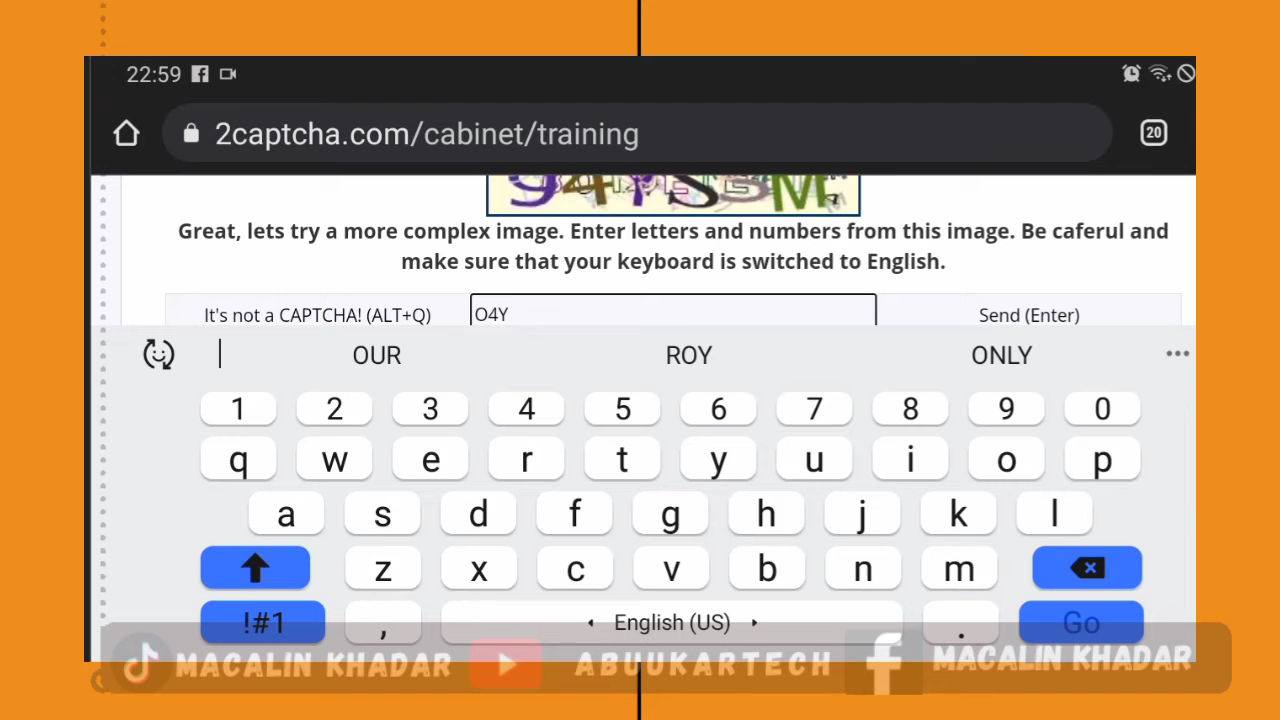 22:59
2captcha.com/cabinet/training
20
Great, lets try a more complex image. Enter letters and numbers from this image. Be caferul and
make sure that your keyboard is switched to English.
It's not a CAPTCHA! (ALT+Q) O4Y Send (Enter)
OUR ROY ONLY
1 2 3 4 5 6 7 8 9 0
q w e r t y u i o p
a s d f g h j k l
z x c v b n m
!#1 , English (US) . Go
MACALIN KHADAR ABUUKARTECH MACALIN KHADAR